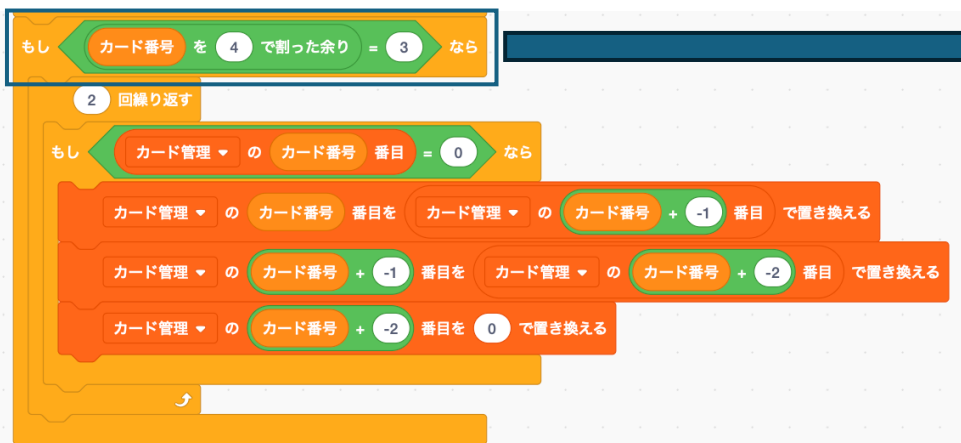 もし カード番号 を 4 で割った余り = 3 なら
2 回繰り返す
もし カード管理 の カード番号 番目 = 0 なら
カード管理 の カード番号 番目を カード管理 の カード番号 + -1 番目 で置き換える
カード管理 の カード番号 + -1 番目を カード管理 の カード番号 + -2 番目 で置き換える
カード管理 の カード番号 + -2 番目を 0 で置き換える